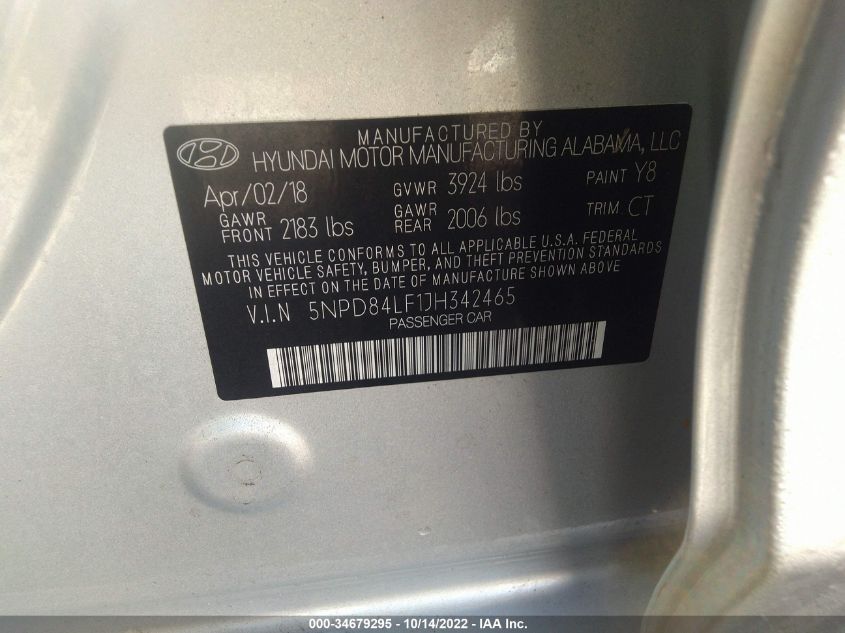 MANUFACTURED BY
HYUNDAI MOTOR MANUFACTURING ALABAMA, LLC
Apr/02/18 GVWR 3924 lbs PAINT Y8
GAWR FRONT 2183 lbs GAWR REAR 2006 lbs TRIM CT
THIS VEHICLE CONFORMS TO ALL APPLICABLE U.S.A. FEDERAL
MOTOR VEHICLE SAFETY, BUMPER, AND THEFT PREVENTION STANDARDS
IN EFFECT ON THE DATE OF MANUFACTURE SHOWN ABOVE
V.I.N 5NPD84LF1JH342465
PASSENGER CAR
000-34679295 - 10/14/2022 - IAA Inc.